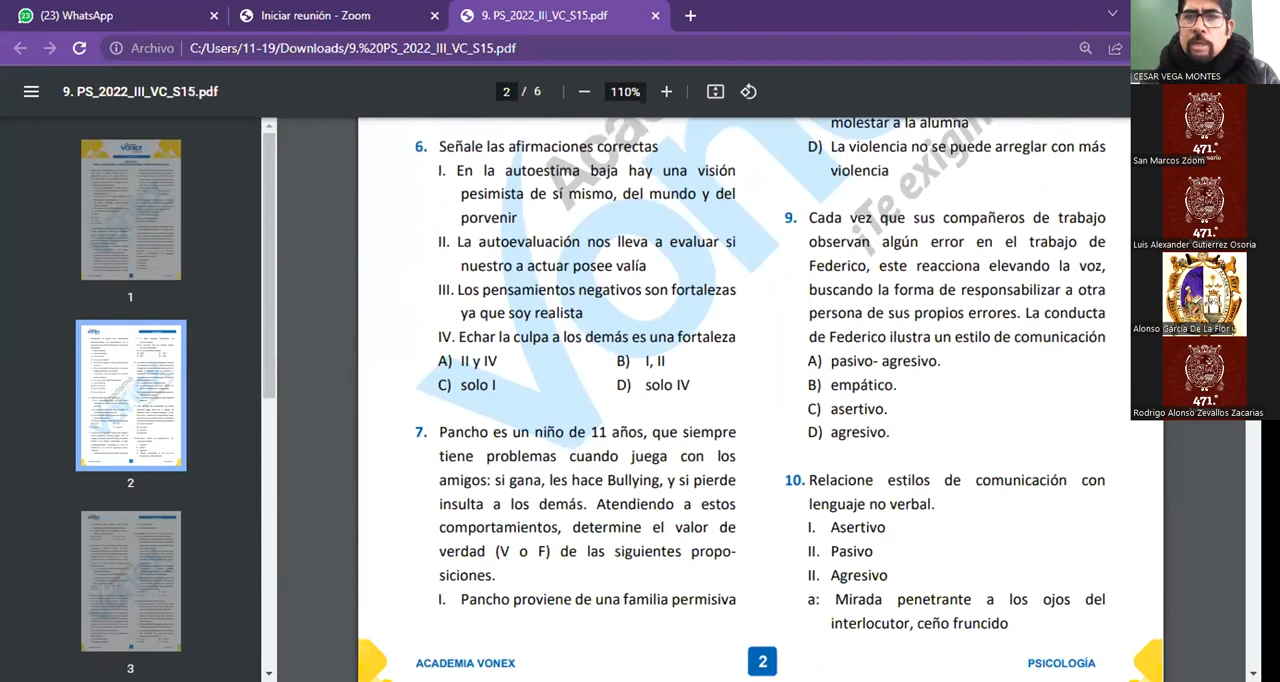 (23) WhatsApp
Iniciar reunión - Zoom
9. PS_2022_III_VC_S15.pdf
Archivo
C:/Users/11-19/Downloads/9.%20PS_2022_III_VC_S15.pdf
9. PS_2022_III_VC_S15.pdf
2 / 6
110%
1
2
3
6. Señale las afirmaciones correctas
I. En la autoestima baja hay una visión
pesimista de sí mismo, del mundo y del
porvenir
II. La autoevaluación nos lleva a evaluar si
nuestro a actuar posee valía
III. Los pensamientos negativos son fortalezas
ya que soy realista
IV. Echar la culpa a los demás es una fortaleza
A) II y IV
B) I, II
C) solo I
D) solo IV
7. Pancho es un niño de 11 años, que siempre
tiene problemas cuando juega con los
amigos: si gana, les hace Bullying, y si pierde
insulta a los demás. Atendiendo a estos
comportamientos, determine el valor de
verdad (V o F) de las siguientes propo-
siciones.
I. Pancho proviene de una familia permisiva
molestar a la alumna
D) La violencia no se puede arreglar con más
violencia
9. Cada vez que sus compañeros de trabajo
observan algún error en el trabajo de
Federico, este reacciona elevando la voz,
buscando la forma de responsabilizar a otra
persona de sus propios errores. La conducta
de Federico ilustra un estilo de comunicación
A) pasivo- agresivo.
B) empático.
C) asertivo.
D) agresivo.
10. Relacione estilos de comunicación con
lenguaje no verbal.
I. Asertivo
II. Pasivo
II. Agresivo
a: Mirada penetrante a los ojos del
interlocutor, ceño fruncido
ACADEMIA VONEX
2
PSICOLOGÍA
CESAR VEGA MONTES
471.°
San Marcos Zoom
471.°
Luis Alexander Gutierrez Osoria
Alonso García De La Flor
471.°
Rodrigo Alonso Zevallos Zacarias